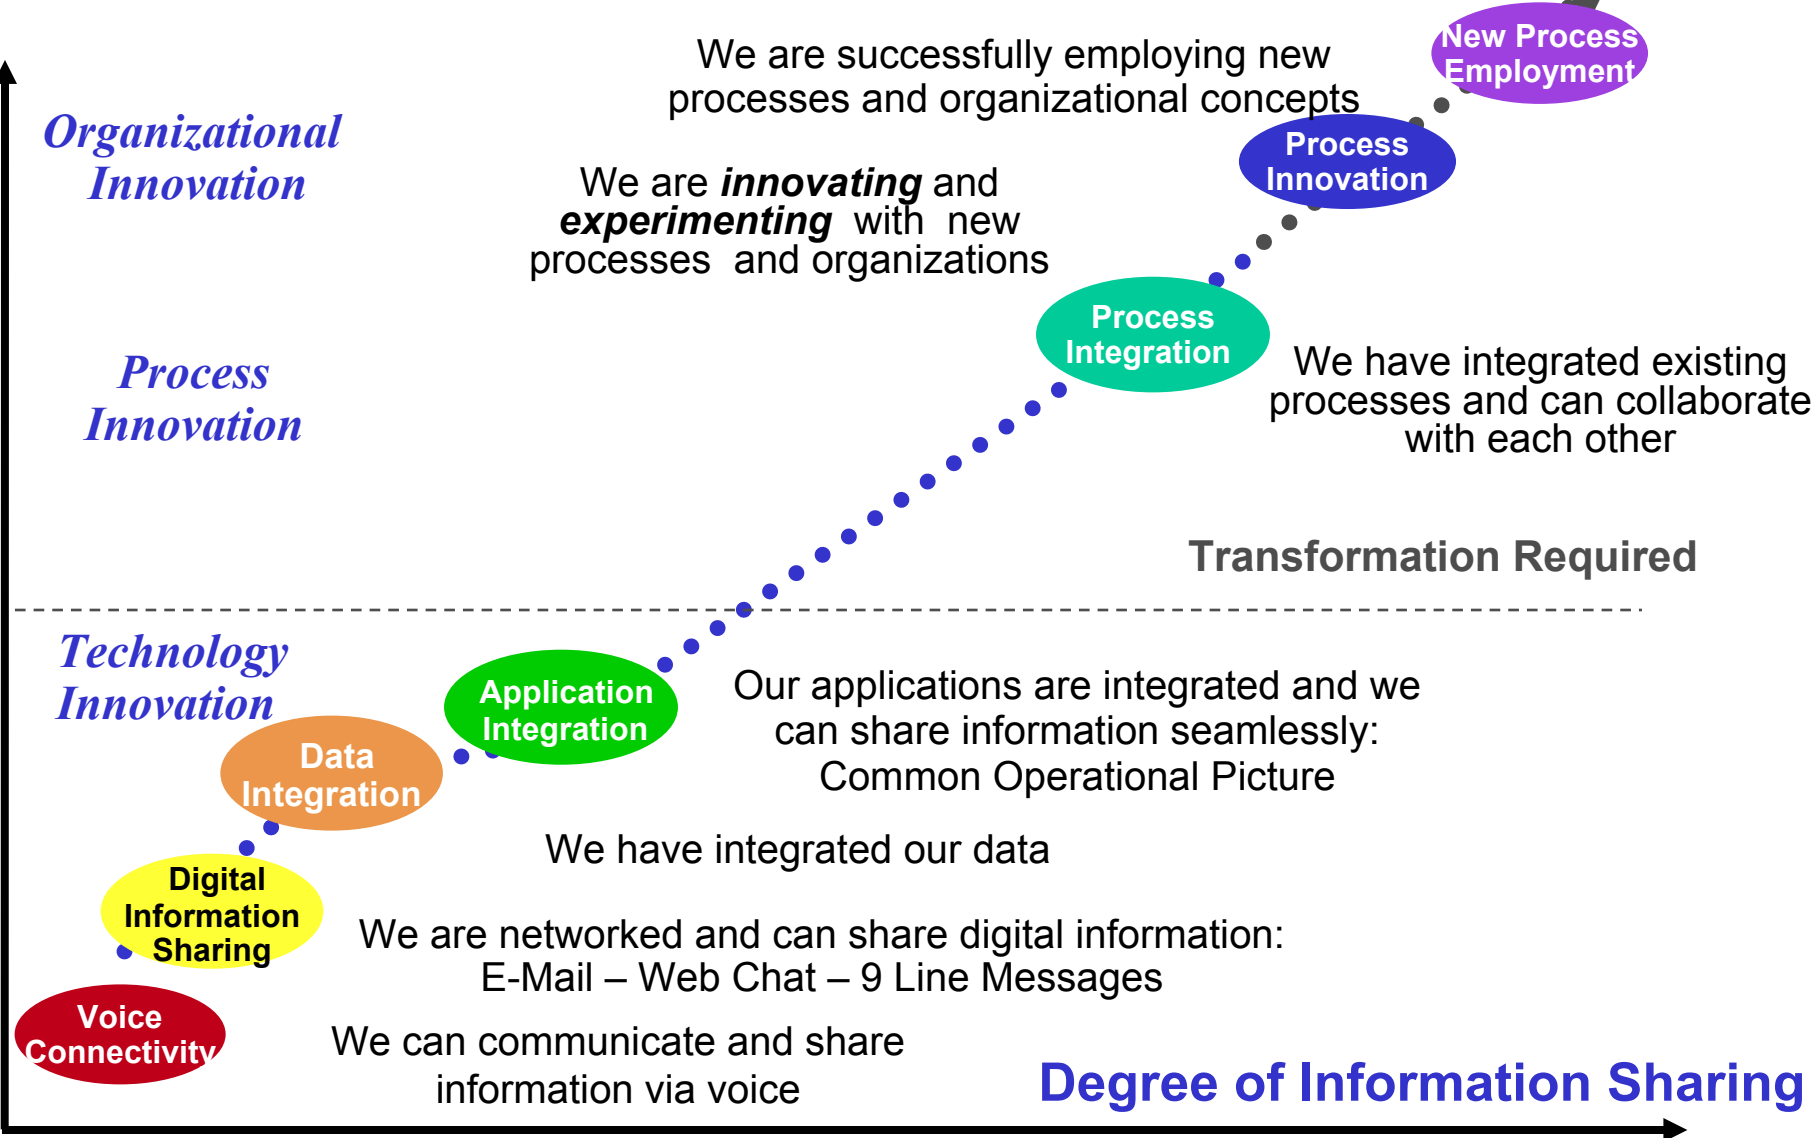 New Process
Employment
We are successfully employing new
processes and organizational concepts
Organizational
Innovation
Process
Innovation
We are innovating and
experimenting with new
processes and organizations
Process
Integration
We have integrated existing
processes and can collaborate
with each other
Process
Innovation
Transformation Required
Technology
Innovation
Application
Integration
Our applications are integrated and we
can share information seamlessly:
Common Operational Picture
Data
Integration
We have integrated our data
Digital
Information
Sharing
We are networked and can share digital information:
E-Mail – Web Chat – 9 Line Messages
Voice
Connectivity
We can communicate and share
information via voice
Degree of Information Sharing